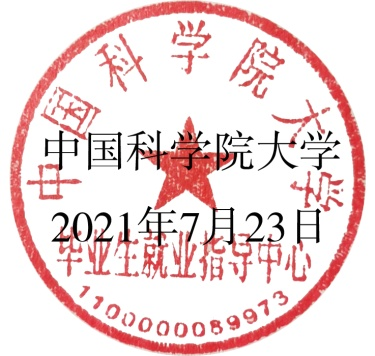 中国科学院大学
中国科学院大学
2021年7月23日
毕业生就业指导中心
1100000089973